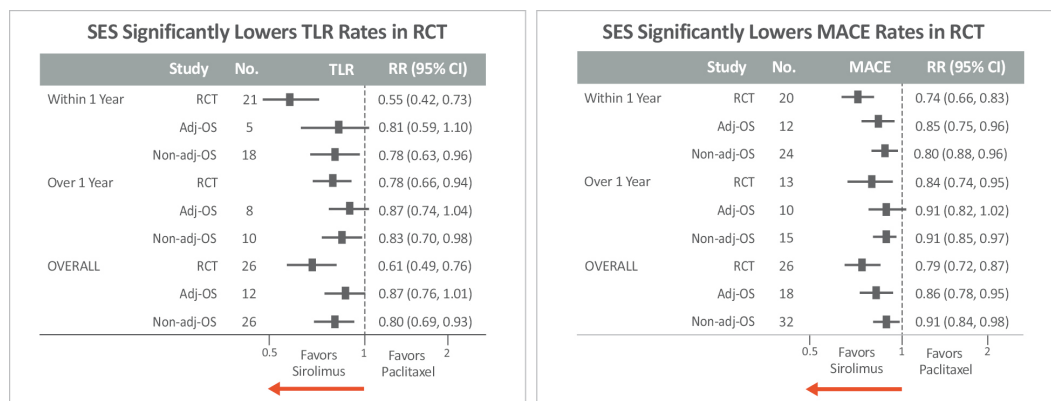 SES Significantly Lowers TLR Rates in RCT
Study No. TLR RR (95% CI)
Within 1 Year RCT 21 0.55 (0.42, 0.73)
Adj-OS 5 0.81 (0.59, 1.10)
Non-adj-OS 18 0.78 (0.63, 0.96)
Over 1 Year RCT 0.78 (0.66, 0.94)
Adj-OS 8 0.87 (0.74, 1.04)
Non-adj-OS 10 0.83 (0.70, 0.98)
OVERALL RCT 26 0.61 (0.49, 0.76)
Adj-OS 12 0.87 (0.76, 1.01)
Non-adj-OS 26 0.80 (0.69, 0.93)
0.5 1 2
Favors Favors
Sirolimus Paclitaxel
SES Significantly Lowers MACE Rates in RCT
Study No. MACE RR (95% CI)
Within 1 Year RCT 20 0.74 (0.66, 0.83)
Adj-OS 12 0.85 (0.75, 0.96)
Non-adj-OS 24 0.80 (0.88, 0.96)
Over 1 Year RCT 13 0.84 (0.74, 0.95)
Adj-OS 10 0.91 (0.82, 1.02)
Non-adj-OS 15 0.91 (0.85, 0.97)
OVERALL RCT 26 0.79 (0.72, 0.87)
Adj-OS 18 0.86 (0.78, 0.95)
Non-adj-OS 32 0.91 (0.84, 0.98)
0.5 1 2
Favors Favors
Sirolimus Paclitaxel